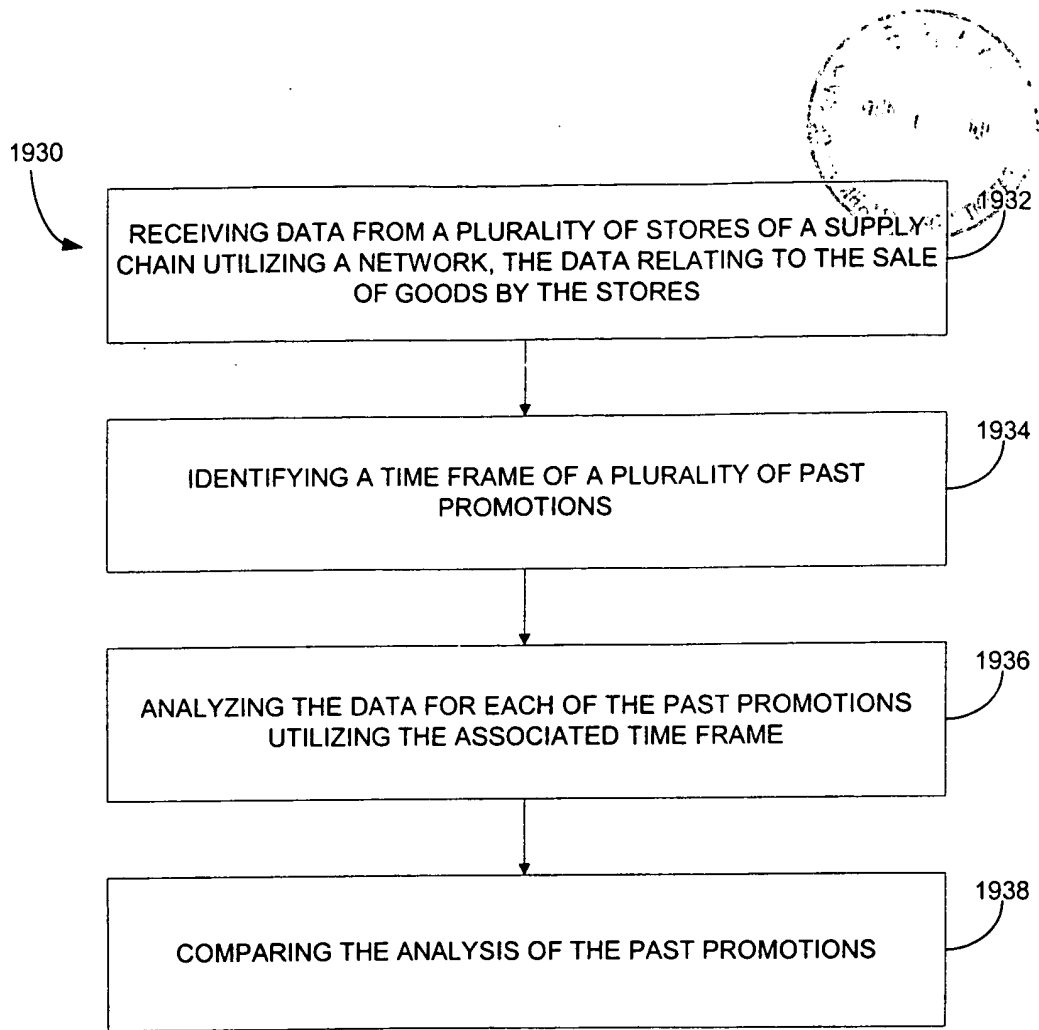 1930
1932
RECEIVING DATA FROM A PLURALITY OF STORES OF A SUPPLY
CHAIN UTILIZING A NETWORK, THE DATA RELATING TO THE SALE
OF GOODS BY THE STORES
1934
IDENTIFYING A TIME FRAME OF A PLURALITY OF PAST
PROMOTIONS
1936
ANALYZING THE DATA FOR EACH OF THE PAST PROMOTIONS
UTILIZING THE ASSOCIATED TIME FRAME
1938
COMPARING THE ANALYSIS OF THE PAST PROMOTIONS